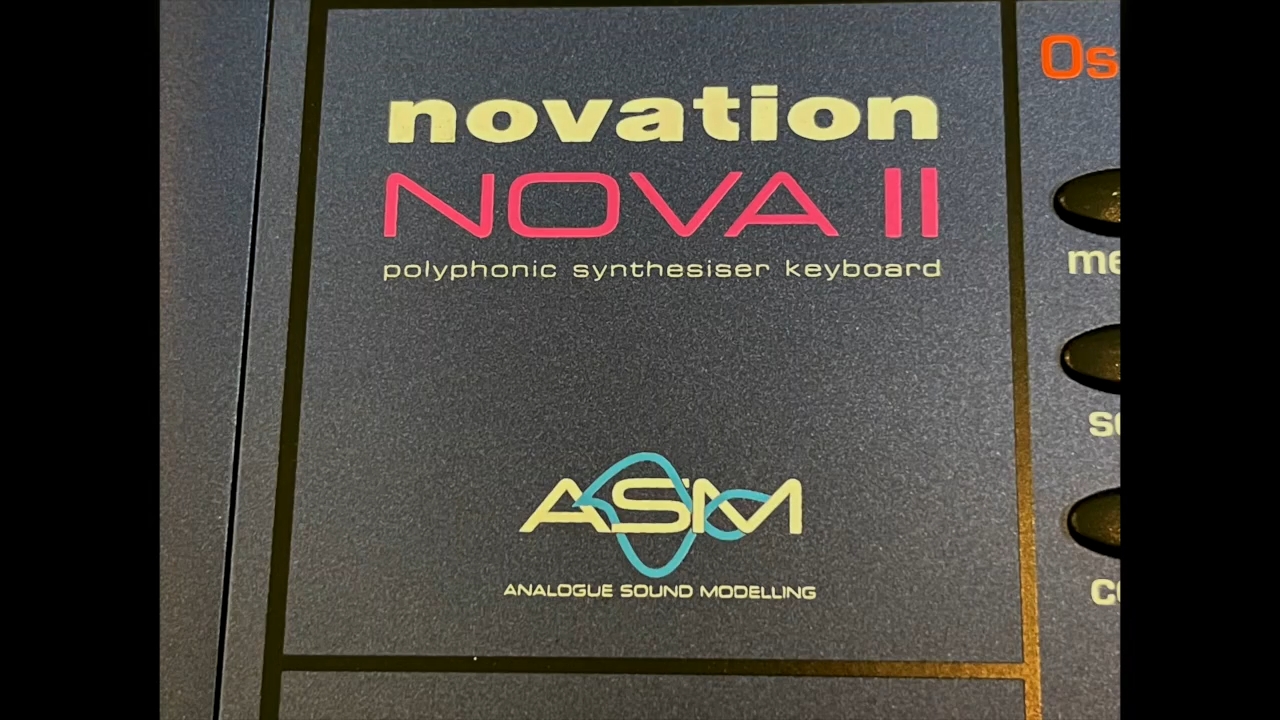 novation
NOVA II
polyphonic synthesiser keyboard
ASM
ANALOGUE SOUND MODELLING